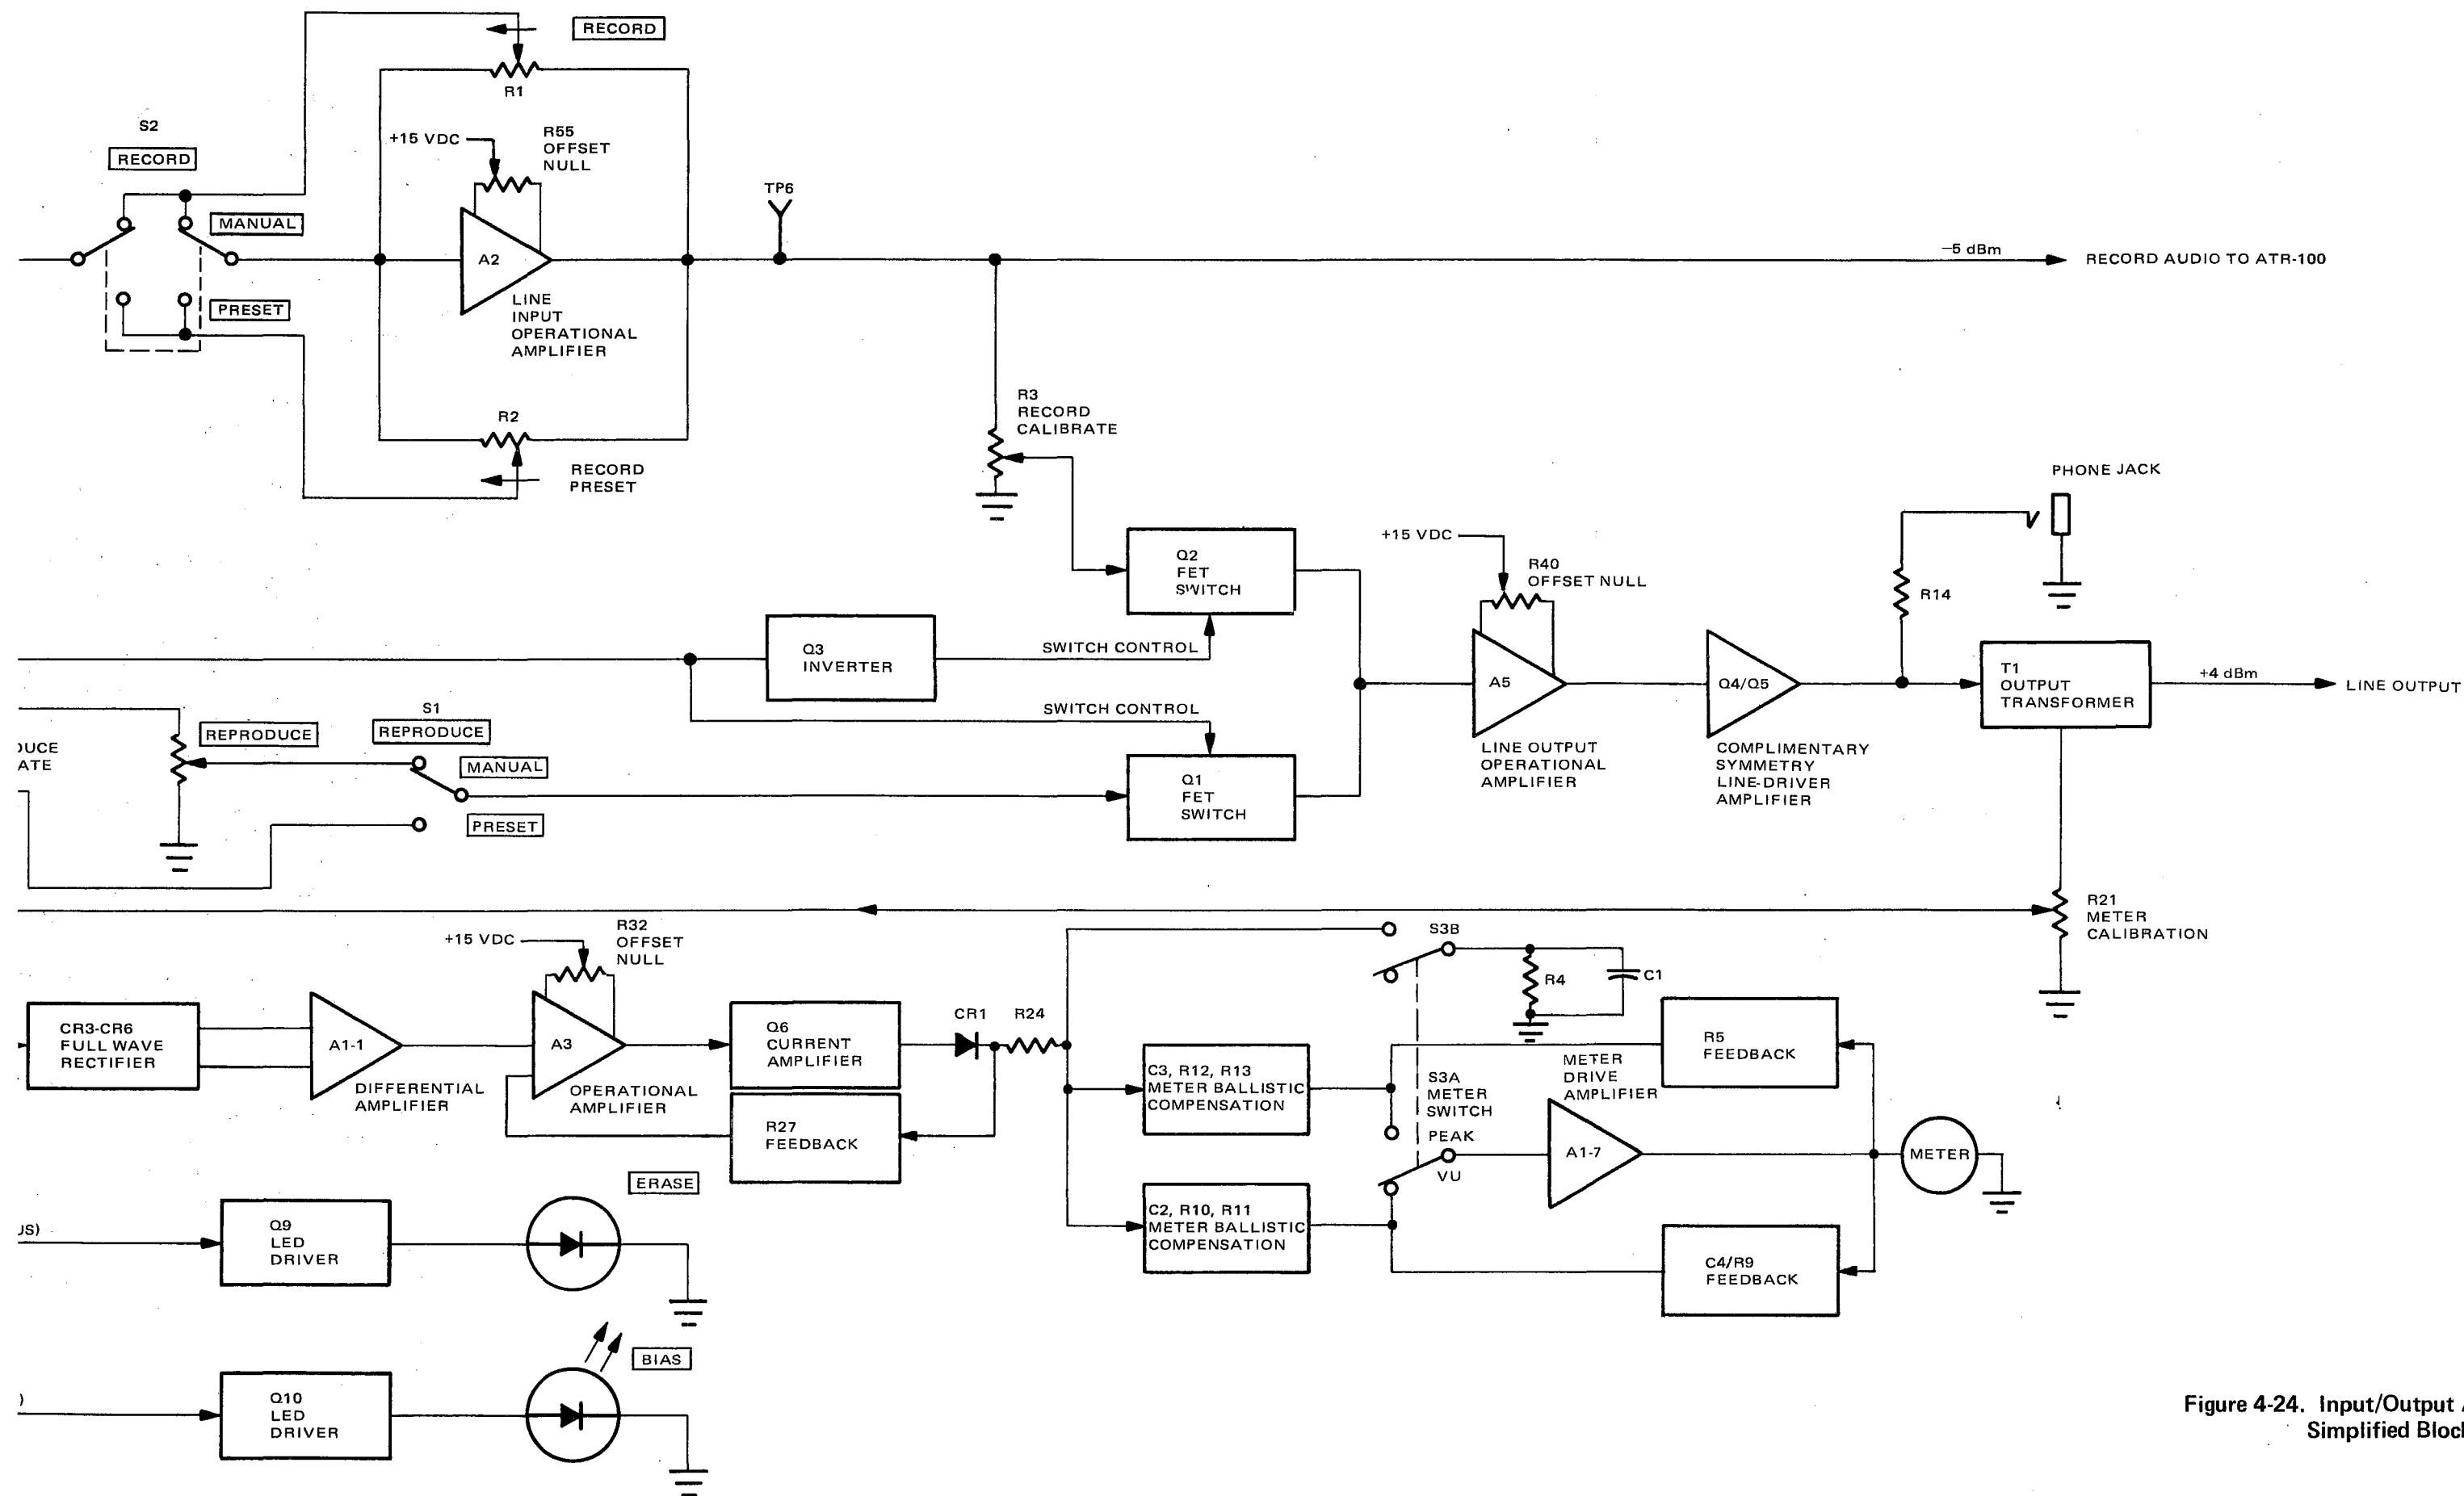 RECORD
R1
S2
RECORD
+15 VDC
R55
OFFSET
NULL
MANUAL
PRESET
A2
LINE
INPUT
OPERATIONAL
AMPLIFIER
TP6
−5 dBm
RECORD AUDIO TO ATR-100
R2
RECORD
PRESET
R3
RECORD
CALIBRATE
PHONE JACK
Q2
FET
SWITCH
+15 VDC
R40
OFFSET NULL
R14
Q3
INVERTER
SWITCH CONTROL
A5
Q4/Q5
T1
OUTPUT
TRANSFORMER
+4 dBm
LINE OUTPUT
SWITCH CONTROL
S1
REPRODUCE
REPRODUCE
DUCE
ATE
MANUAL
PRESET
Q1
FET
SWITCH
LINE OUTPUT
OPERATIONAL
AMPLIFIER
COMPLIMENTARY
SYMMETRY
LINE-DRIVER
AMPLIFIER
R21
METER
CALIBRATION
+15 VDC
R32
OFFSET
NULL
S3B
R4
C1
CR3-CR6
FULL WAVE
RECTIFIER
A1-1
DIFFERENTIAL
AMPLIFIER
A3
OPERATIONAL
AMPLIFIER
Q6
CURRENT
AMPLIFIER
CR1
R24
R27
FEEDBACK
C3, R12, R13
METER BALLISTIC
COMPENSATION
S3A
METER
SWITCH
PEAK
VU
METER
DRIVE
AMPLIFIER
A1-7
R5
FEEDBACK
METER
C2, R10, R11
METER BALLISTIC
COMPENSATION
C4/R9
FEEDBACK
ERASE
US)
Q9
LED
DRIVER
BIAS
)
Q10
LED
DRIVER
Figure 4-24. Input/Output
Simplified Bloc